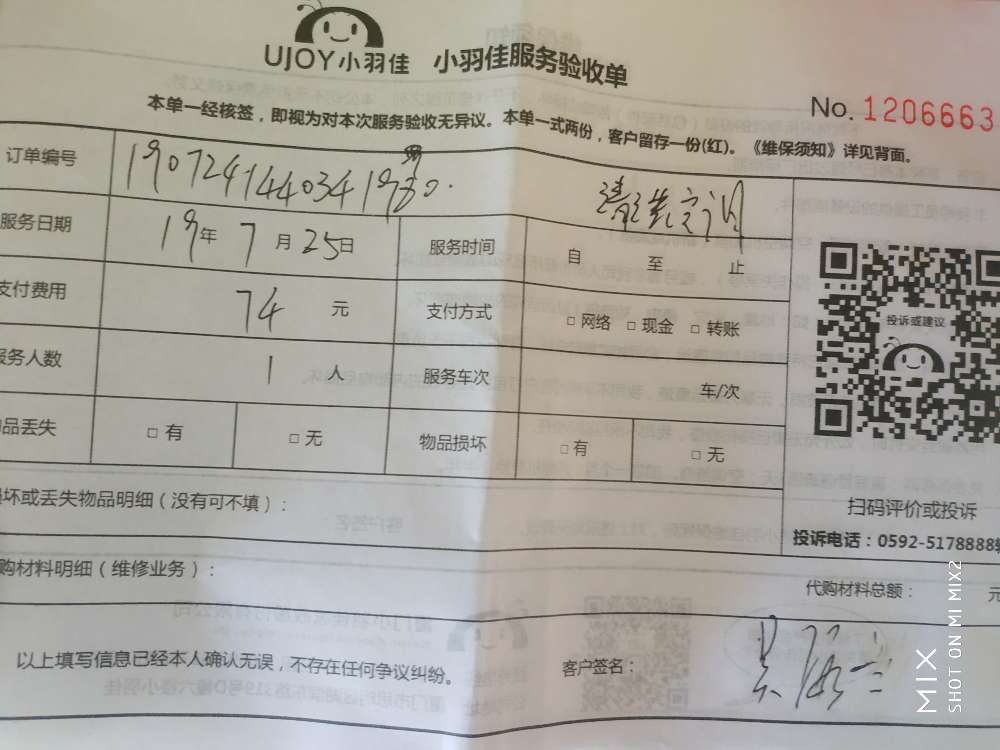 UJOY小羽佳 小羽佳服务验收单
No. 1206663
本单一经核签，即视为对本次服务验收无异议。本单一式两份，客户留存一份(红)。《维保须知》详见背面。
订单编号
服务日期 19年 7月 25日 服务时间 自 至 止
支付费用 74 元 支付方式 □网络 □现金 □转账
服务人数 1 人 服务车次 车/次
品丢失 □有 □无 物品损坏 □有 □无
投诉或建议
扫码评价或投诉
投诉电话：0592-5178888转
坏或丢失物品明细（没有可不填）：
购材料明细（维修业务）： 代购材料总额： 元
以上填写信息已经本人确认无误，不存在任何争议纠纷。 客户签名：
MIX
SHOT ON MI MIX2